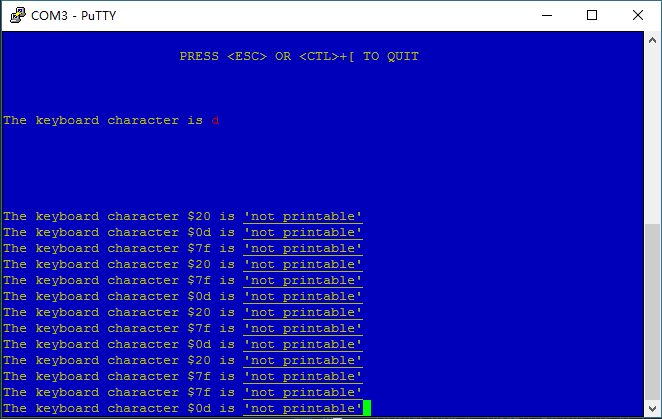 COM3 - PuTTY
PRESS <ESC> OR <CTL>+[ TO QUIT
The keyboard character is d
The keyboard character $20 is 'not printable'
The keyboard character $0d is 'not printable'
The keyboard character $7f is 'not printable'
The keyboard character $20 is 'not printable'
The keyboard character $7f is 'not printable'
The keyboard character $0d is 'not printable'
The keyboard character $20 is 'not printable'
The keyboard character $7f is 'not printable'
The keyboard character $0d is 'not printable'
The keyboard character $20 is 'not printable'
The keyboard character $7f is 'not printable'
The keyboard character $7f is 'not printable'
The keyboard character $0d is 'not printable'